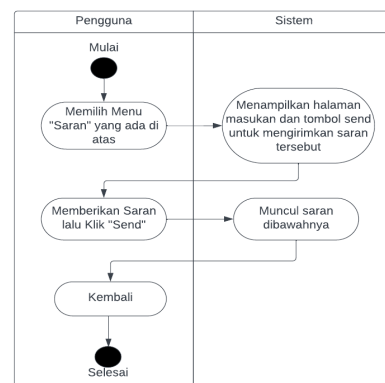 Pengguna
Sistem
Mulai
Memilih Menu
"Saran" yang ada di
atas
Menampilkan halaman
masukan dan tombol send
untuk mengirimkan saran
tersebut
Memberikan Saran
lalu Klik "Send"
Muncul saran
dibawahnya
Kembali
Selesai